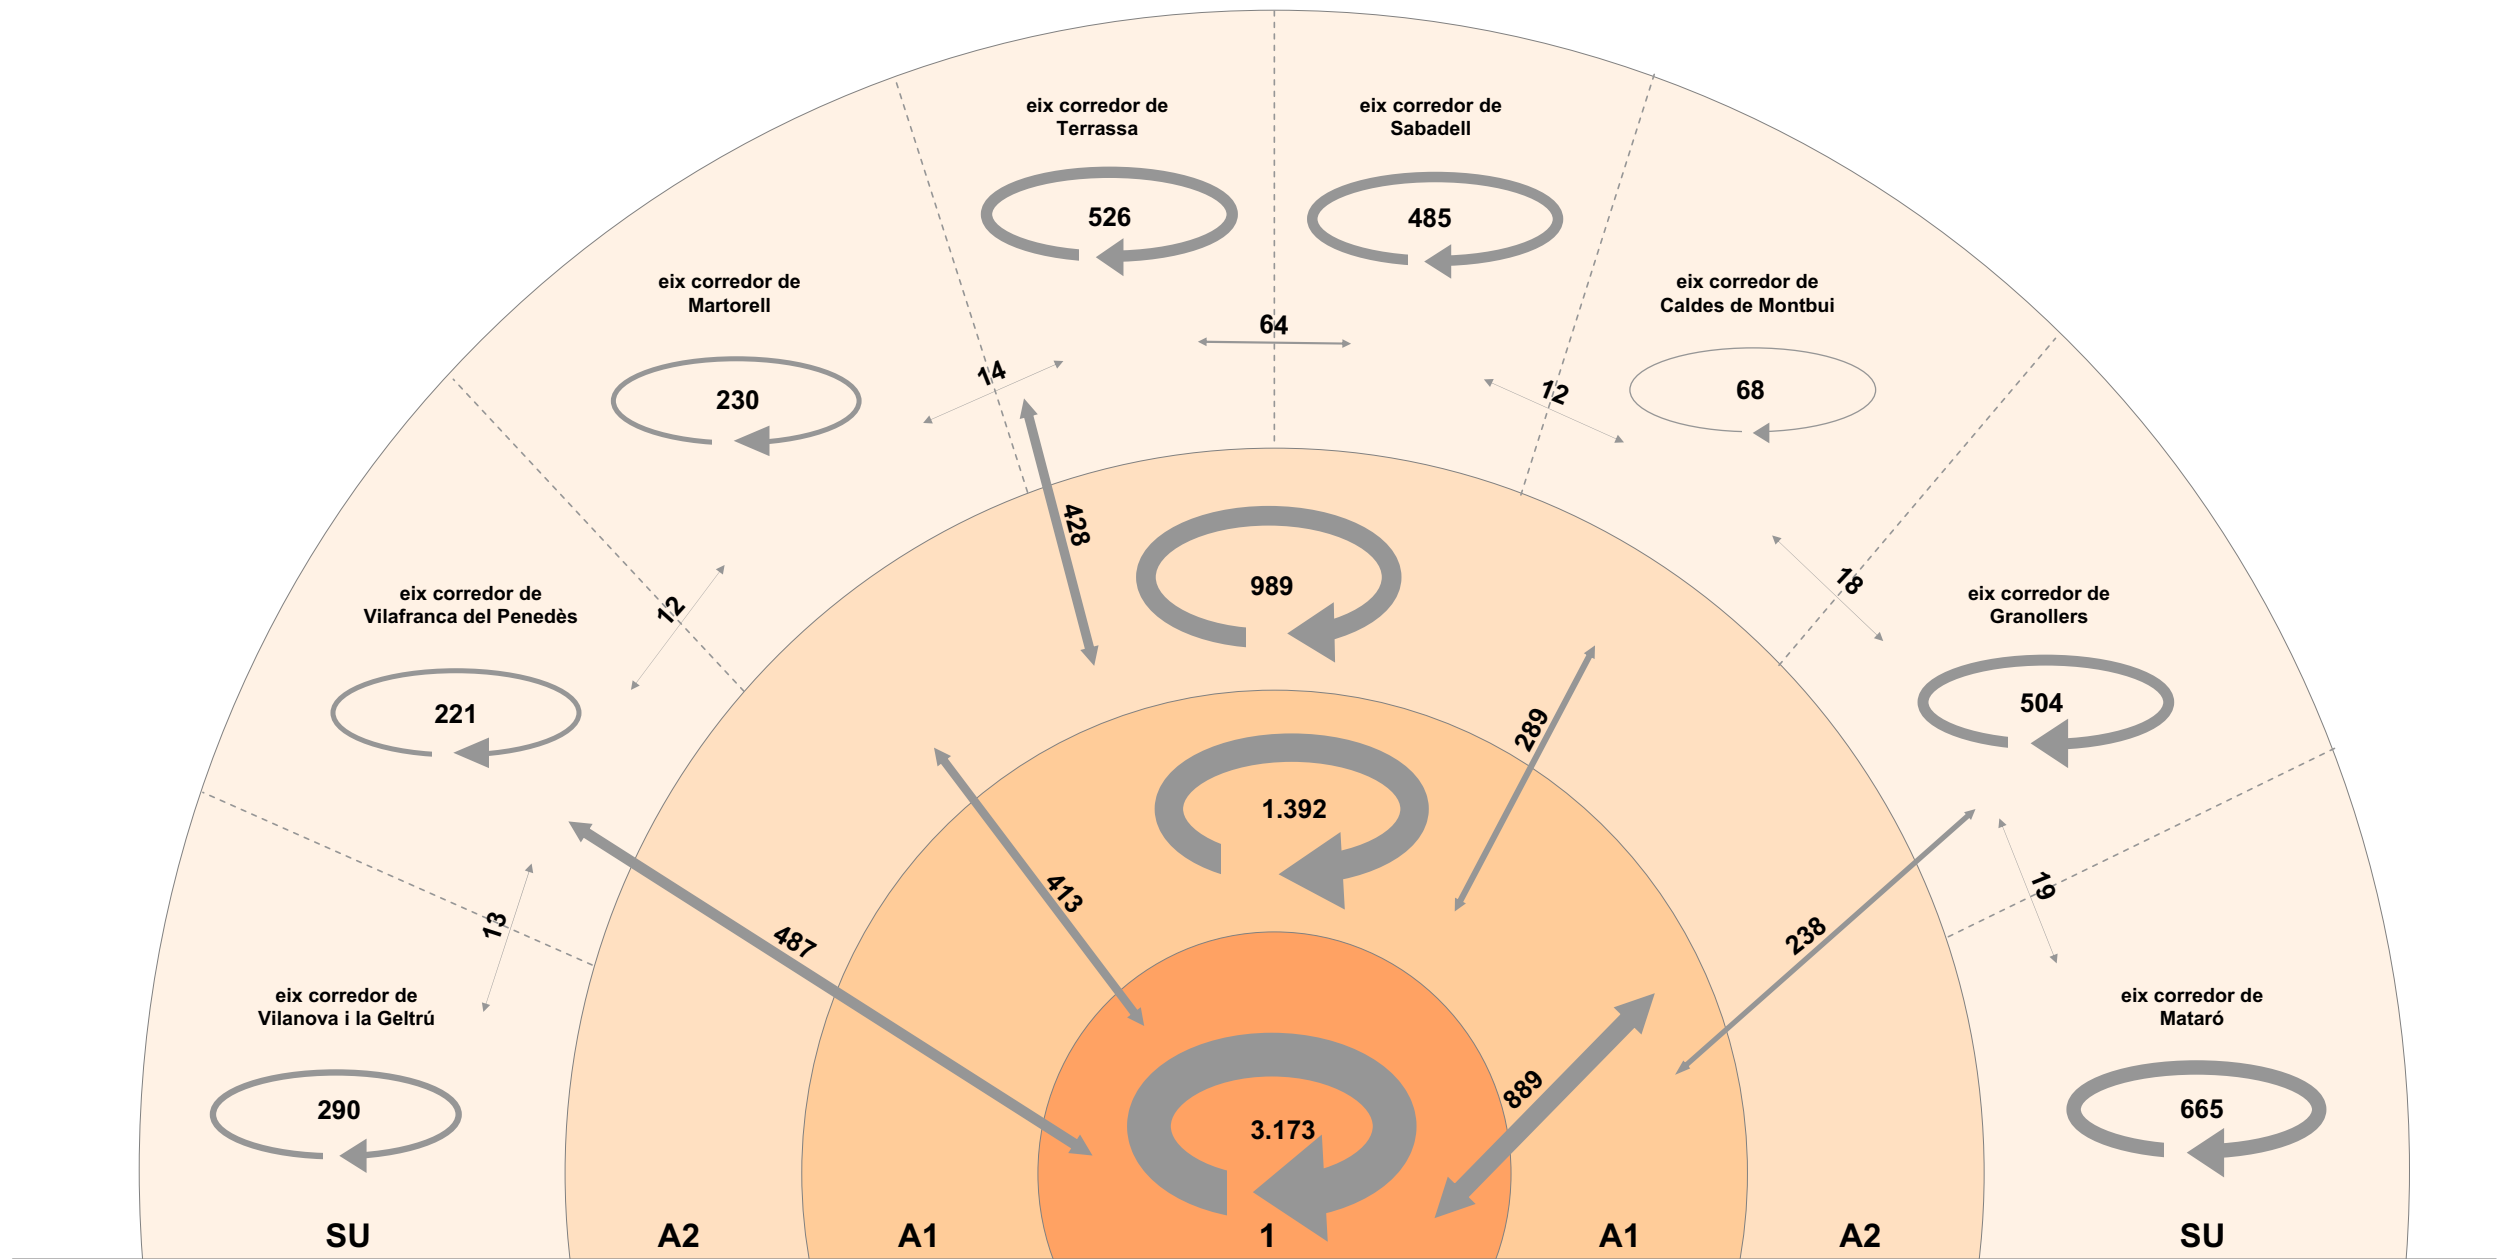 eix corredor de
Terrassa
eix corredor de
Sabadell
526
485
eix corredor de
Martorell
eix corredor de
Caldes de Montbui
64
14
12
230
68
428
989
18
12
eix corredor de
Vilafranca del Penedès
eix corredor de
Granollers
221
504
289
1.392
413
19
13
487
238
eix corredor de
Vilanova i la Geltrú
eix corredor de
Mataró
889
290
3.173
665
SU
A2
A1
1
A1
A2
SU